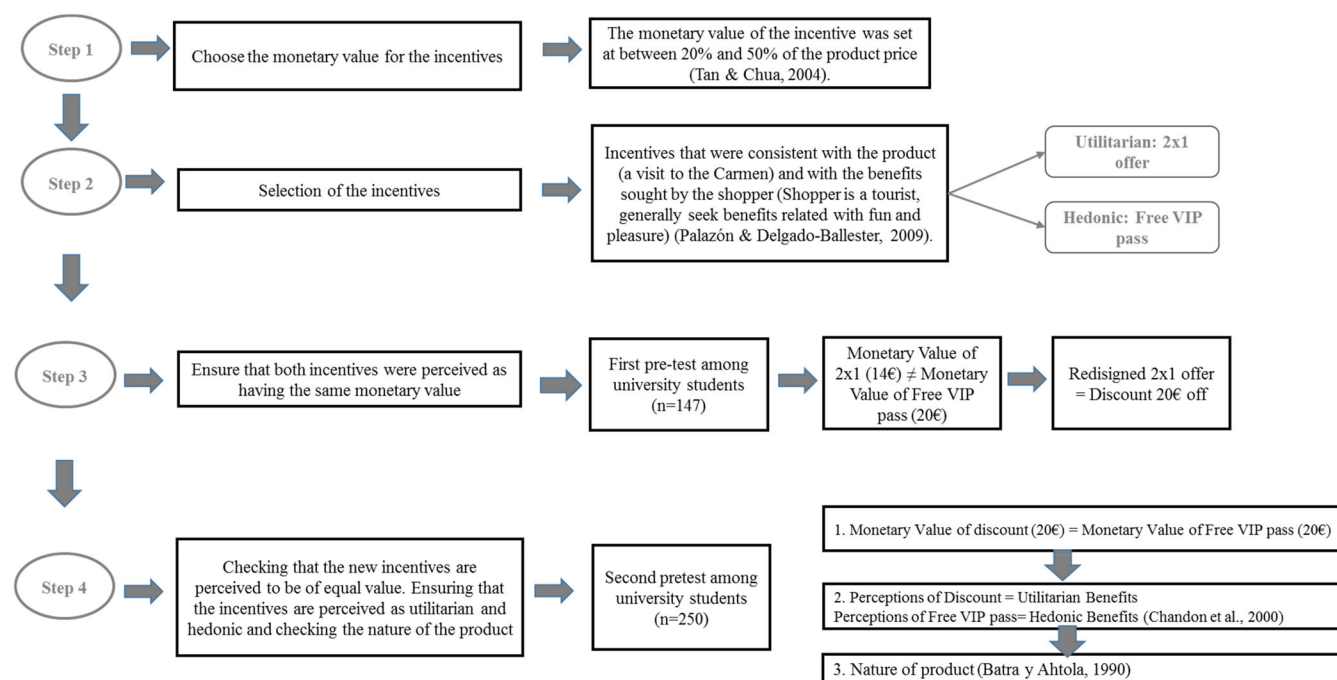 Step 1
Choose the monetary value for the incentives
The monetary value of the incentive was set
at between 20% and 50% of the product price
(Tan & Chua, 2004).
Step 2
Selection of the incentives
Incentives that were consistent with the product
(a visit to the Carmen) and with the benefits
sought by the shopper (Shopper is a tourist,
generally seek benefits related with fun and
pleasure) (Palazón & Delgado-Ballester, 2009).
Utilitarian: 2x1
offer
Hedonic: Free VIP
pass
Step 3
Ensure that both incentives were perceived as
having the same monetary value
First pre-test among
university students
(n=147)
Monetary Value of
2x1 (14€) ≠ Monetary
Value of Free VIP
pass (20€)
Redisigned 2x1 offer
= Discount 20€ off
Step 4
Checking that the new incentives are
perceived to be of equal value. Ensuring that
the incentives are perceived as utilitarian and
hedonic and checking the nature of the product
Second pretest among
university students
(n=250)
1. Monetary Value of discount (20€) = Monetary Value of Free VIP pass (20€)
2. Perceptions of Discount = Utilitarian Benefits
Perceptions of Free VIP pass= Hedonic Benefits (Chandon et al., 2000)
3. Nature of product (Batra y Ahtola, 1990)